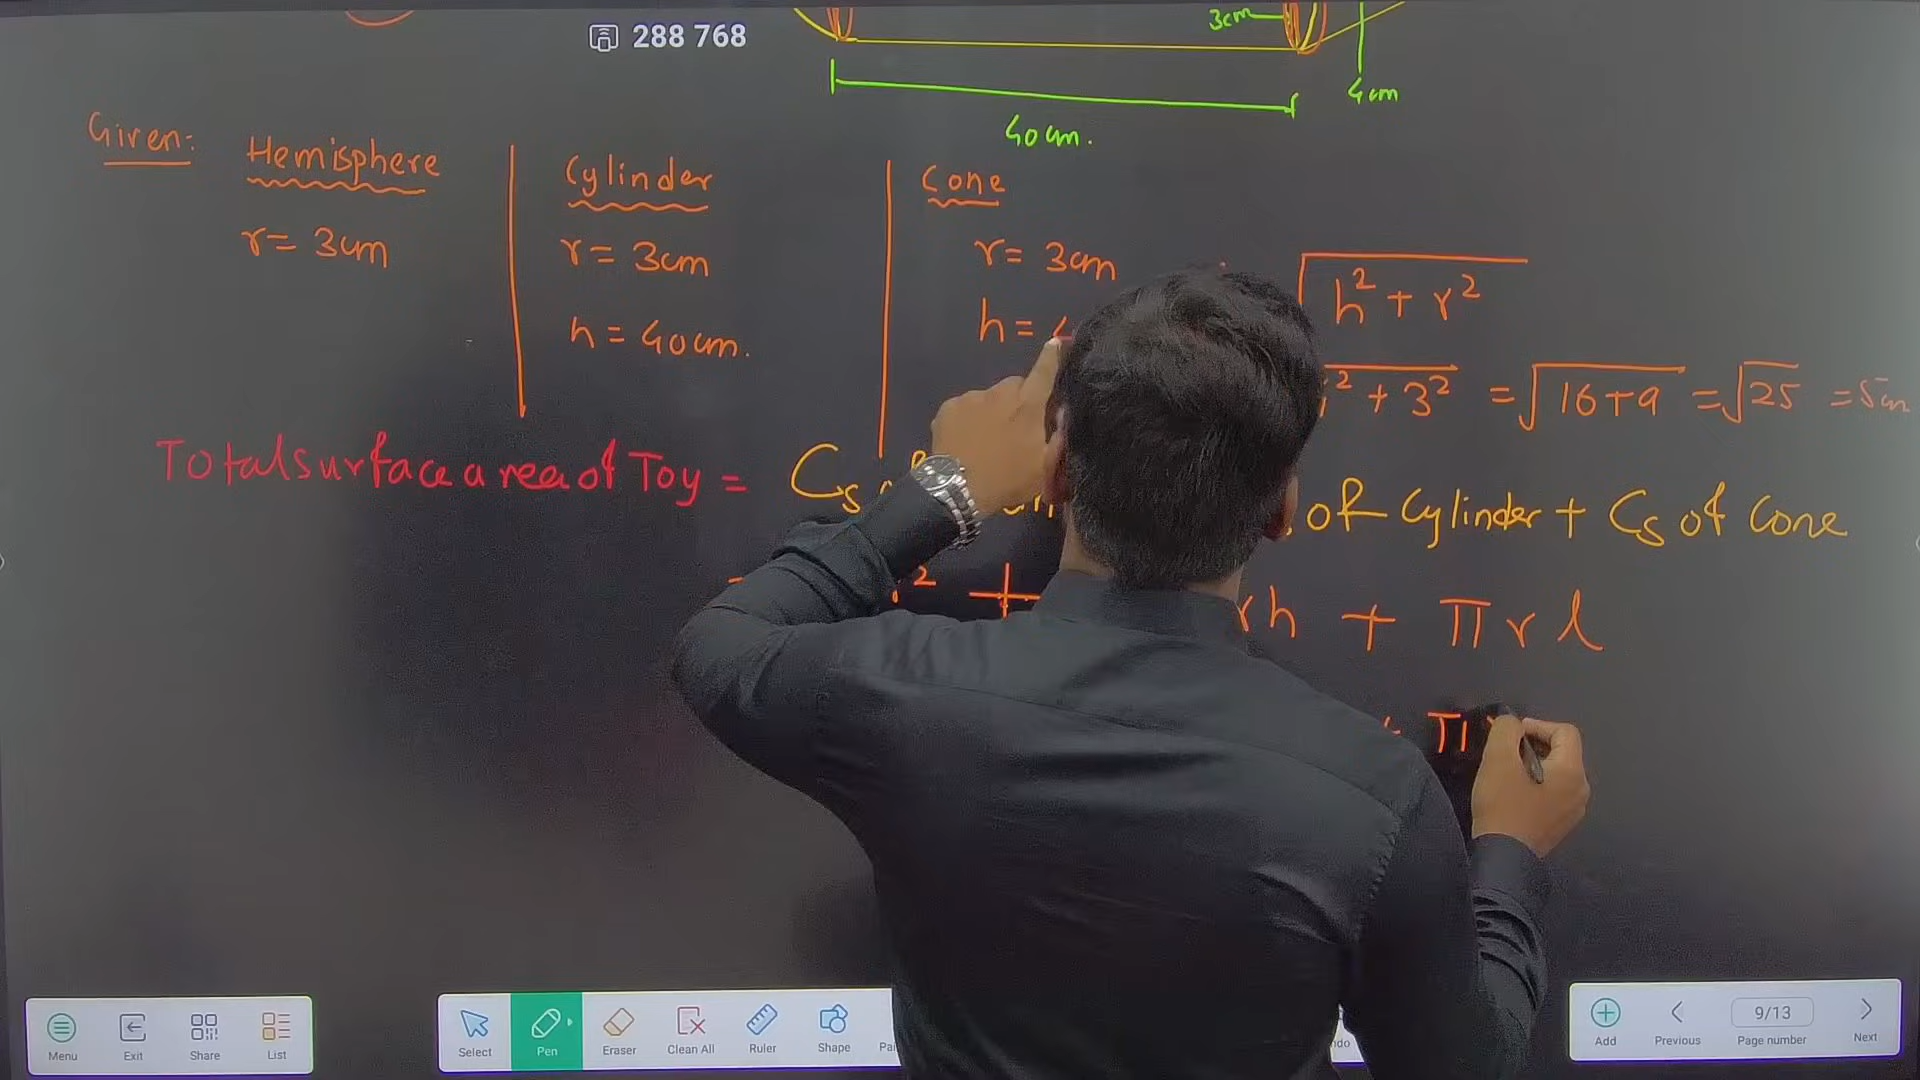 288 768
3cm
4cm
40cm.
Given: Hemisphere Cylinder Cone
r = 3cm r = 3cm r = 3cm h² + r²
h = 40cm. h =
² + 3² = √16+9 = √25 = 5cm
Total surface area of Toy = Cs of Cylinder + Cs of Cone
² + rh + π r l
π
Menu Exit Share List Select Pen Eraser Clean All Ruler Shape Add Previous 9/13 Page number Next